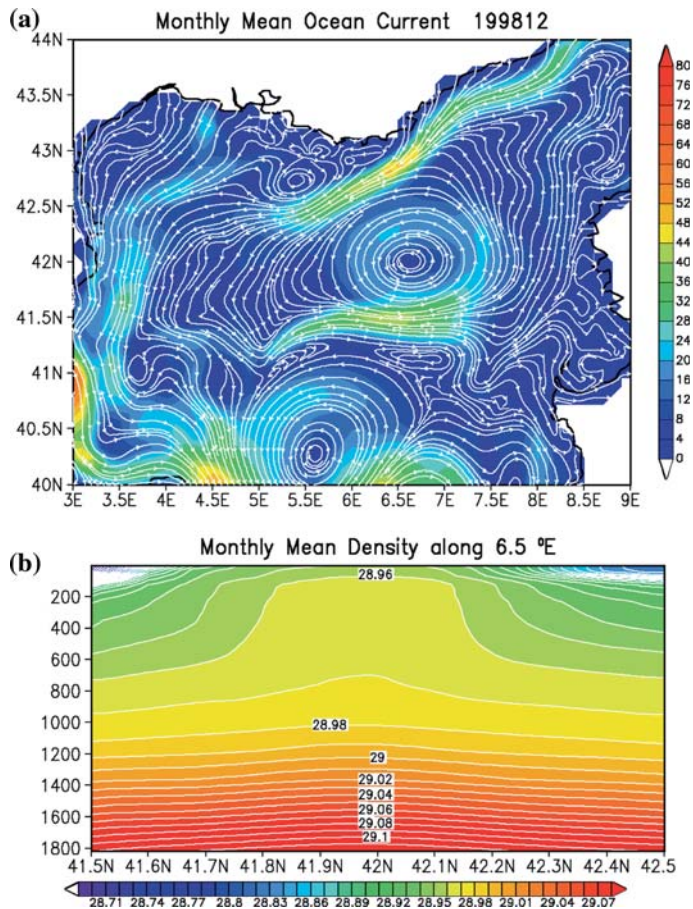 (a)
Monthly Mean Ocean Current 199812
44N
43.5N
43N
42.5N
42N
41.5N
41N
40.5N
40N
3E 3.5E 4E 4.5E 5E 5.5E 6E 6.5E 7E 7.5E 8E 8.5E 9E
80
76
72
68
64
60
56
52
48
44
40
36
32
28
24
20
16
12
8
4
0
(b)
Monthly Mean Density along 6.5 ºE
200
400
600
800
1000
1200
1400
1600
1800
28.96
28.98
29
29.02
29.04
29.06
29.08
29.1
41.5N 41.6N 41.7N 41.8N 41.9N 42N 42.1N 42.2N 42.3N 42.4N 42.5
28.71 28.74 28.77 28.8 28.83 28.86 28.89 28.92 28.95 28.98 29.01 29.04 29.07